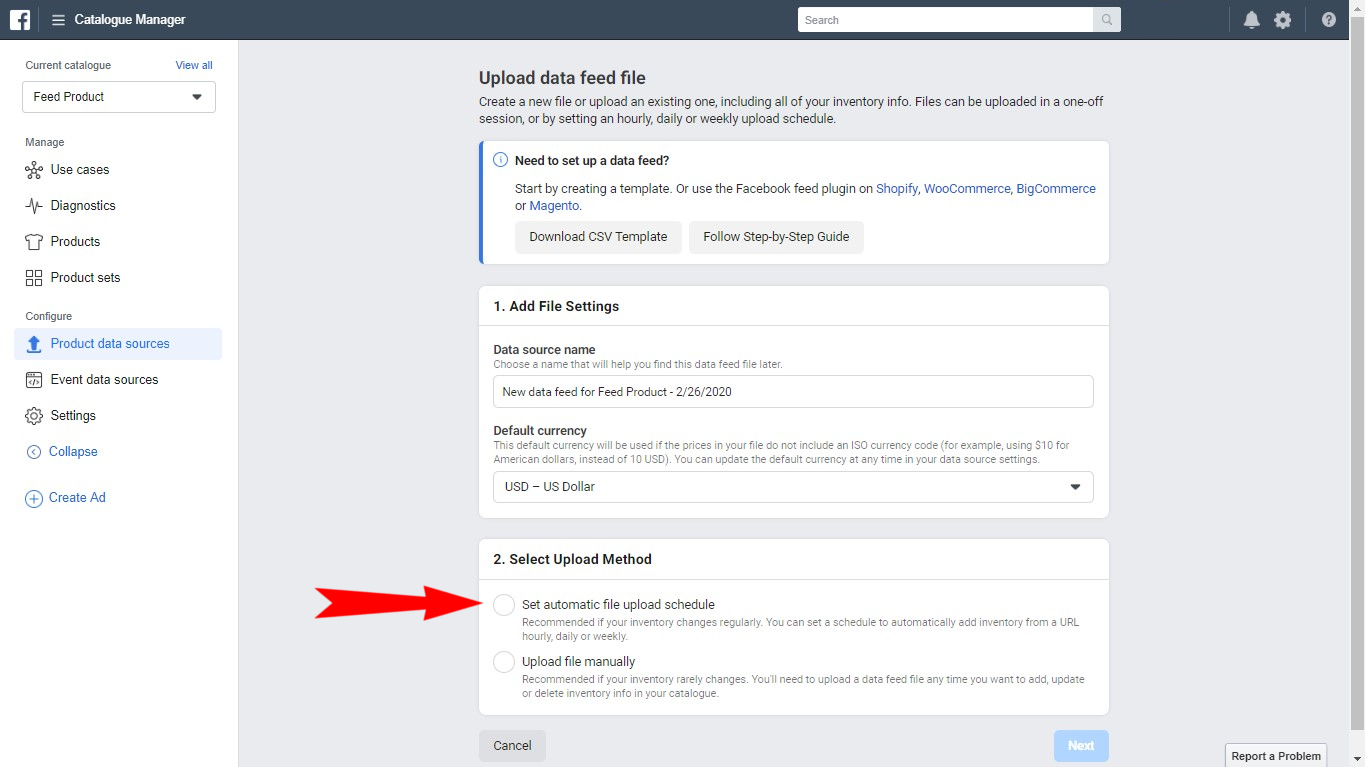 Catalogue Manager
Search
Current catalogue
View all
Feed Product
Manage
Use cases
Diagnostics
Products
Product sets
Configure
Product data sources
Event data sources
Settings
Collapse
Create Ad
Upload data feed file
Create a new file or upload an existing one, including all of your inventory info. Files can be uploaded in a one-off
session, or by setting an hourly, daily or weekly upload schedule.
Need to set up a data feed?
Start by creating a template. Or use the Facebook feed plugin on Shopify, WooCommerce, BigCommerce
or Magento.
Download CSV Template
Follow Step-by-Step Guide
1. Add File Settings
Data source name
Choose a name that will help you find this data feed file later.
New data feed for Feed Product - 2/26/2020
Default currency
This default currency will be used if the prices in your file do not include an ISO currency code (for example, using $10 for
American dollars, instead of 10 USD). You can update the default currency at any time in your data source settings.
USD – US Dollar
2. Select Upload Method
Set automatic file upload schedule
Recommended if your inventory changes regularly. You can set a schedule to automatically add inventory from a URL
hourly, daily or weekly.
Upload file manually
Recommended if your inventory rarely changes. You'll need to upload a data feed file any time you want to add, update
or delete inventory info in your catalogue.
Cancel
Next
Report a Problem